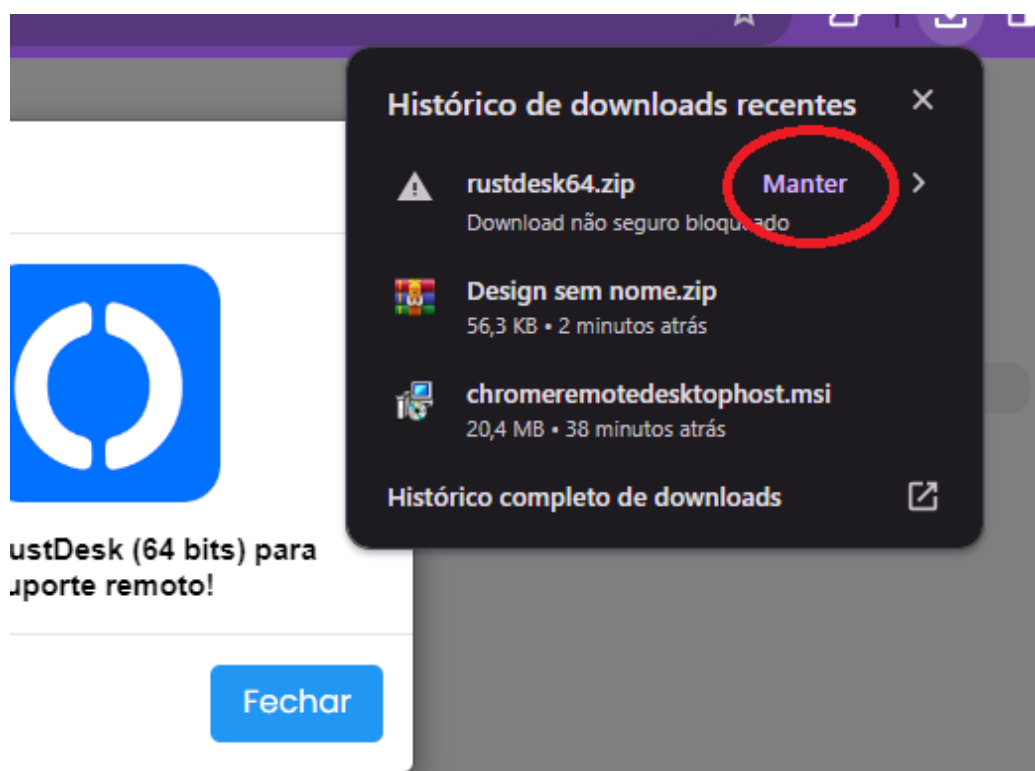 Histórico de downloads recentes
rustdesk64.zip Manter
Download não seguro bloqueado
Design sem nome.zip
56,3 KB • 2 minutos atrás
chromeremotedesktophost.msi
20,4 MB • 38 minutos atrás
Histórico completo de downloads
ustDesk (64 bits) para
uporte remoto!
Fechar